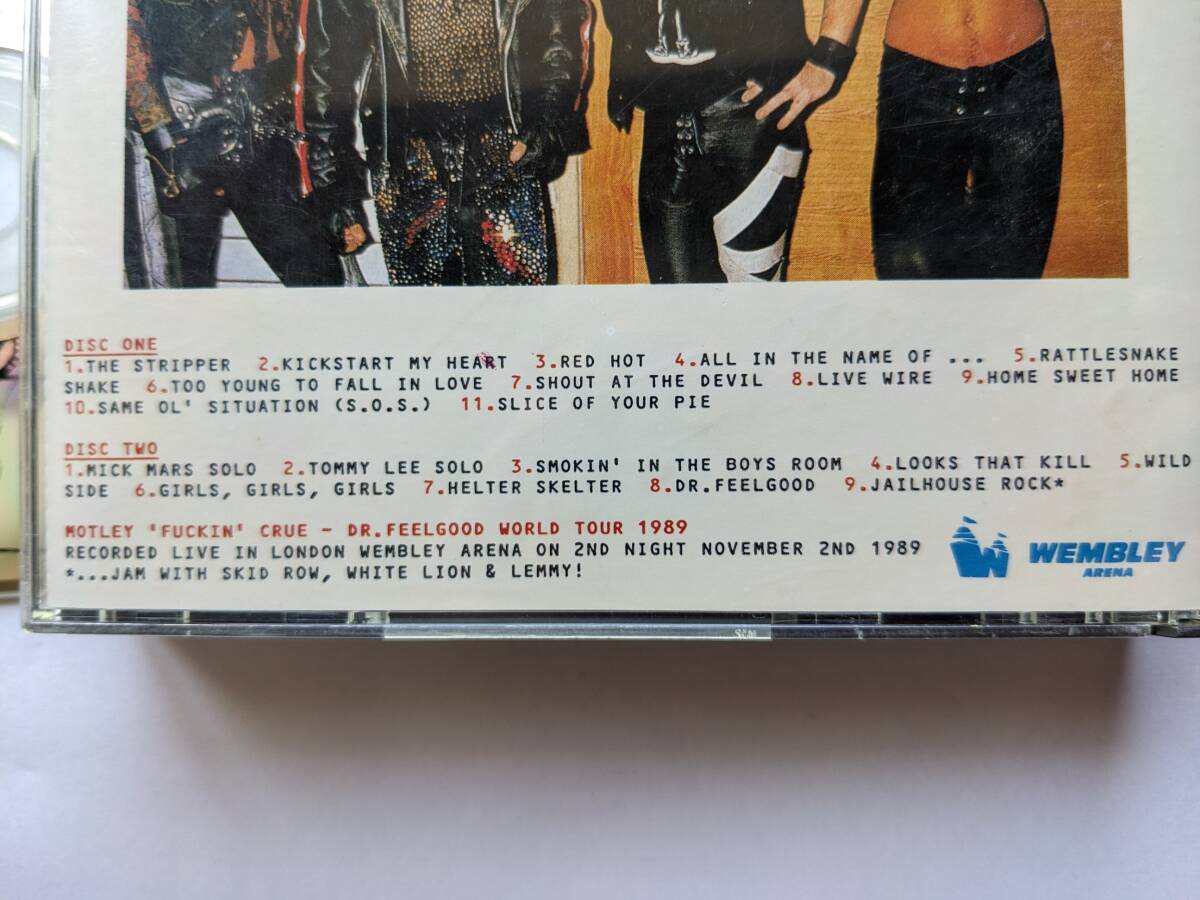 DISC ONE
1.THE STRIPPER 2.KICKSTART MY HEART 3.RED HOT 4.ALL IN THE NAME OF ... 5.RATTLESNAKE
SHAKE 6.TOO YOUNG TO FALL IN LOVE 7.SHOUT AT THE DEVIL 8.LIVE WIRE 9.HOME SWEET HOME
10.SAME OL' SITUATION (S.O.S.) 11.SLICE OF YOUR PIE
DISC TWO
1.MICK MARS SOLO 2.TOMMY LEE SOLO 3.SMOKIN' IN THE BOYS ROOM 4.LOOKS THAT KILL 5.WILD
SIDE 6.GIRLS, GIRLS, GIRLS 7.HELTER SKELTER 8.DR.FEELGOOD 9.JAILHOUSE ROCK*
MOTLEY 'FUCKIN' CRUE - DR.FEELGOOD WORLD TOUR 1989
RECORDED LIVE IN LONDON WEMBLEY ARENA ON 2ND NIGHT NOVEMBER 2ND 1989
*...JAM WITH SKID ROW, WHITE LION & LEMMY!
WEMBLEY
ARENA